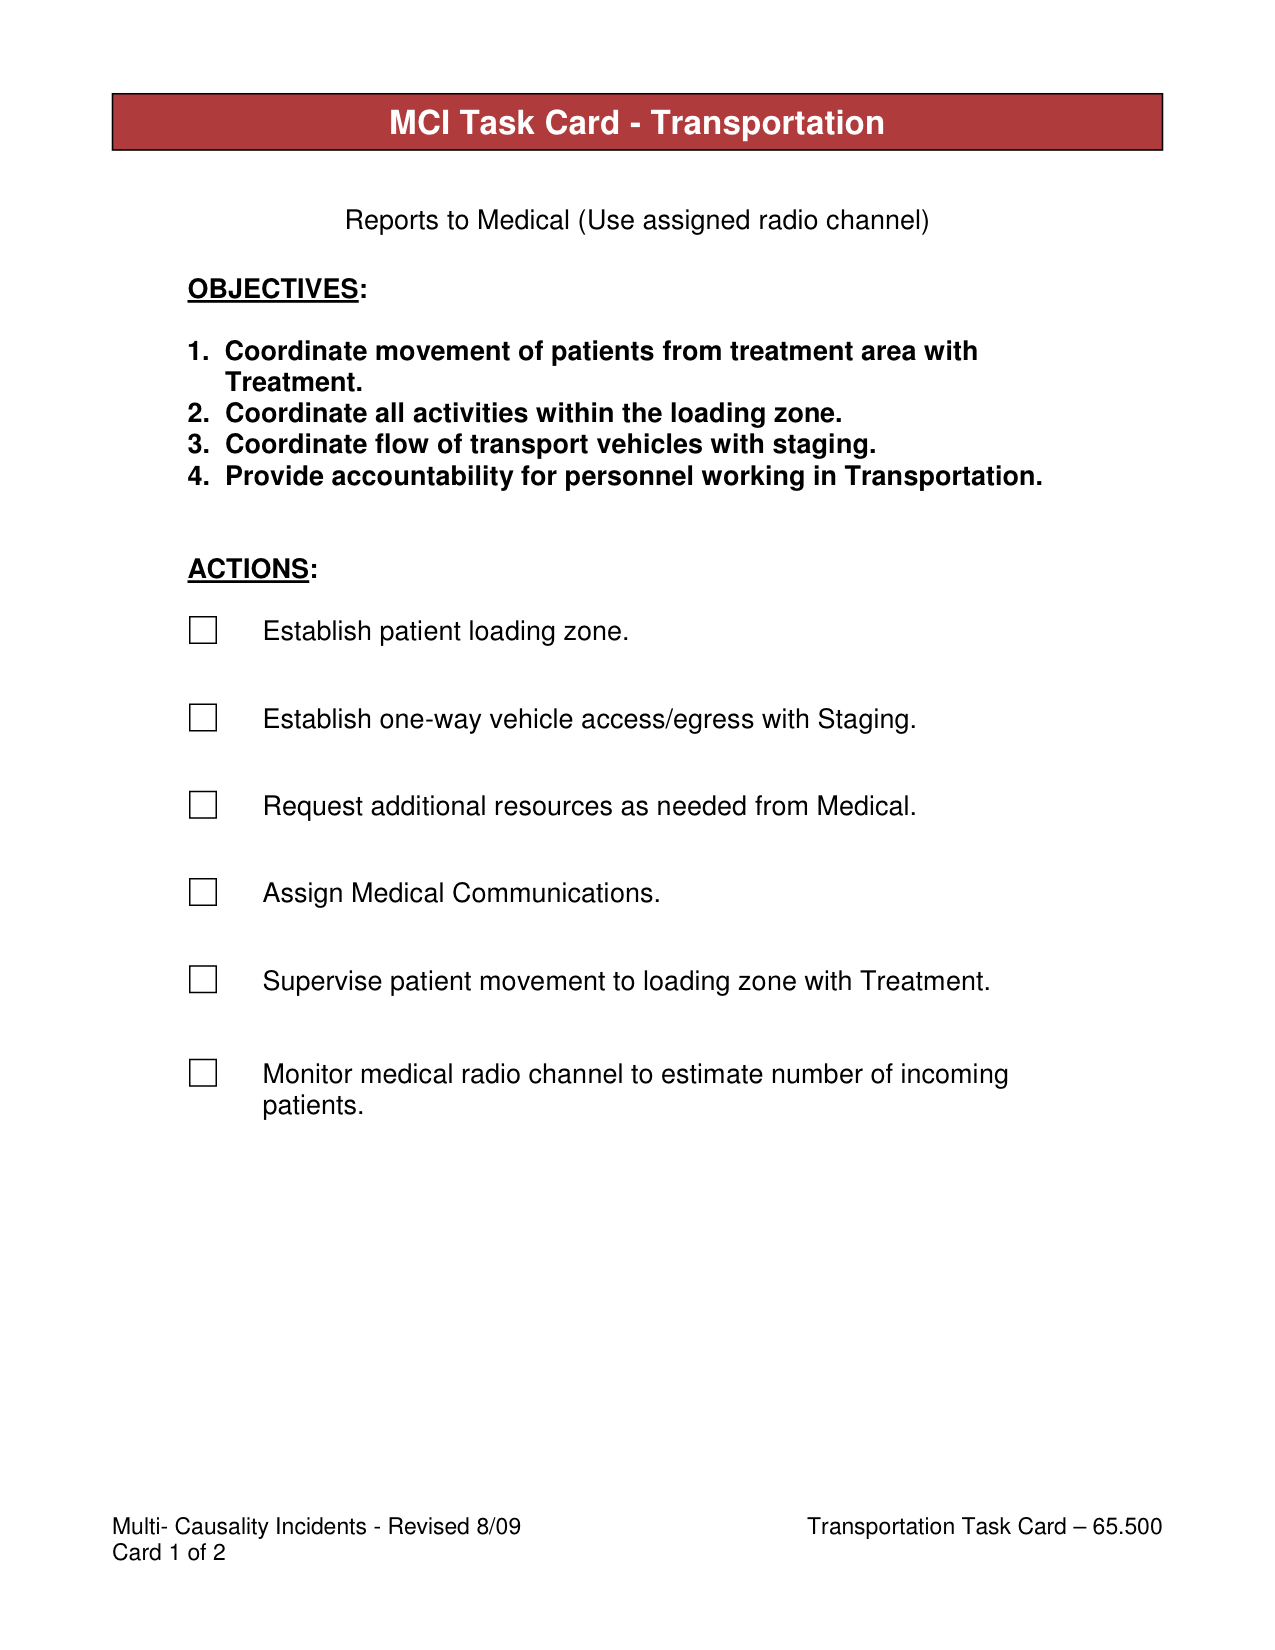 MCI Task Card - Transportation
Reports to Medical (Use assigned radio channel)
OBJECTIVES:
1. Coordinate movement of patients from treatment area with
Treatment.
2. Coordinate all activities within the loading zone.
3. Coordinate flow of transport vehicles with staging.
4. Provide accountability for personnel working in Transportation.
ACTIONS:
Establish patient loading zone.
Establish one-way vehicle access/egress with Staging.
Request additional resources as needed from Medical.
Assign Medical Communications.
Supervise patient movement to loading zone with Treatment.
Monitor medical radio channel to estimate number of incoming
patients.
Multi- Causality Incidents - Revised 8/09
Transportation Task Card – 65.500
Card 1 of 2